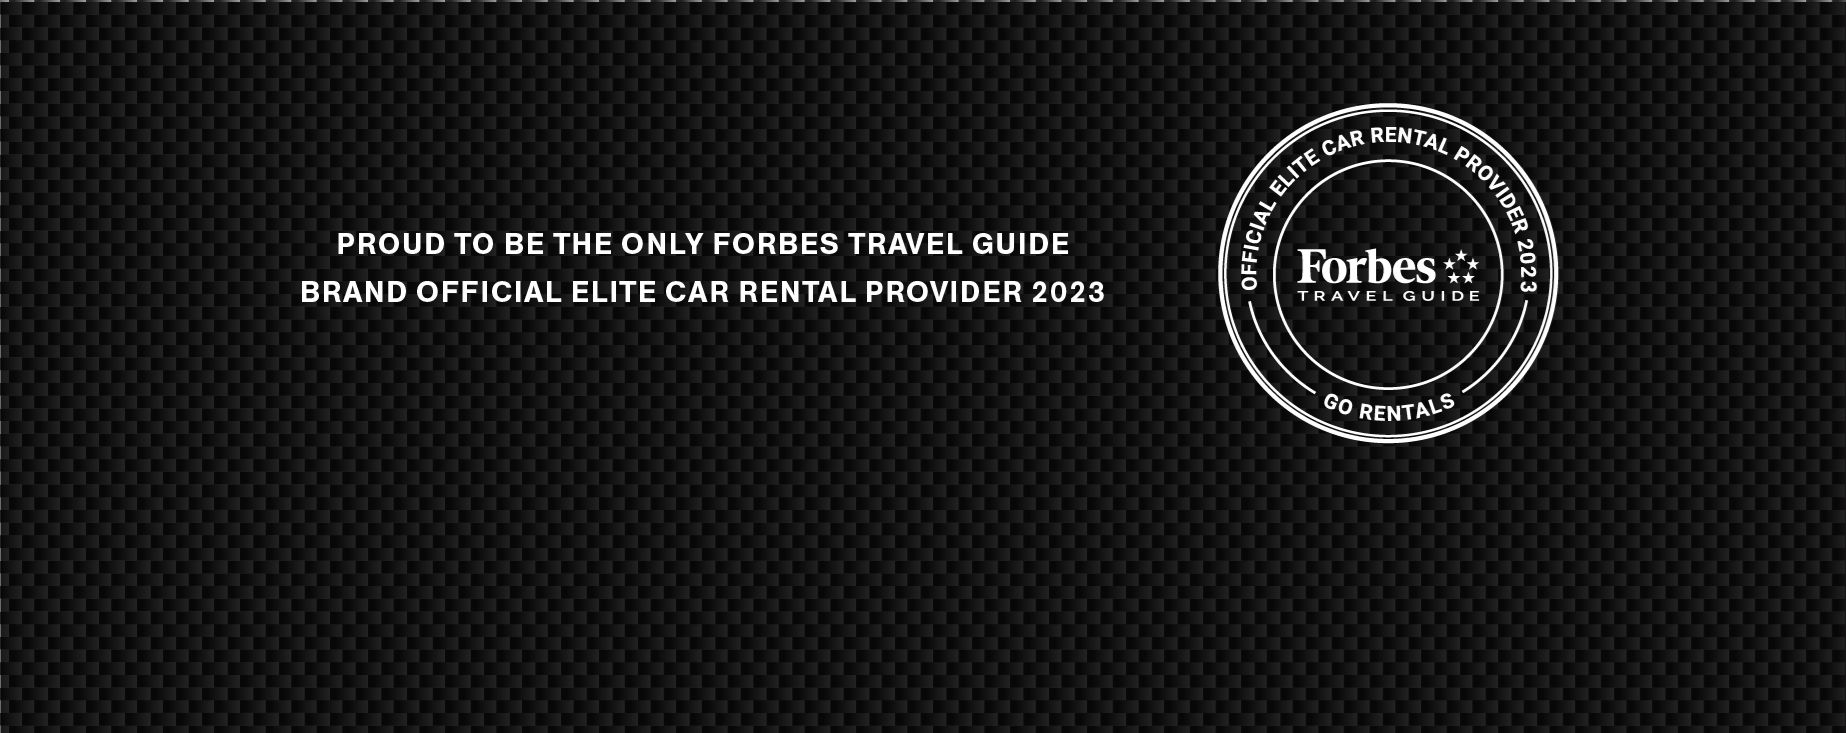 PROUD TO BE THE ONLY FORBES TRAVEL GUIDE
BRAND OFFICIAL ELITE CAR RENTAL PROVIDER 2023
OFFICIAL ELITE CAR RENTAL PROVIDER 2023
Forbes
TRAVEL GUIDE
GO RENTALS